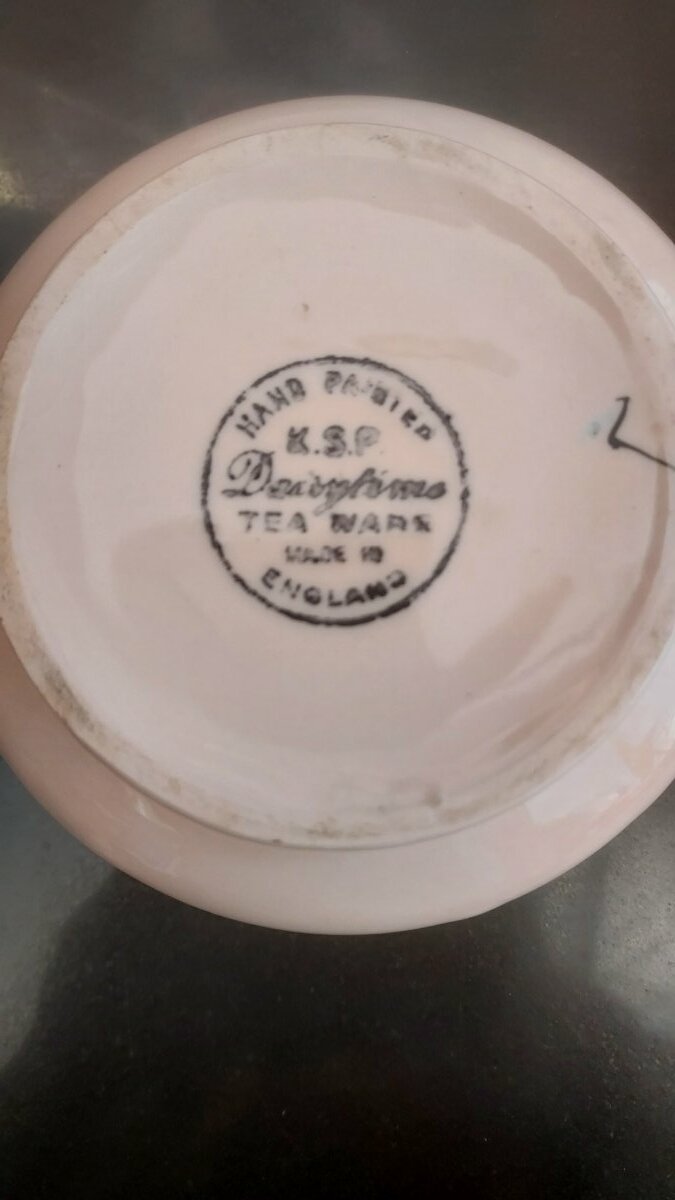 HAND PAINTED
K.S.P.
Daisytime
TEA WARE
MADE IN
ENGLAND